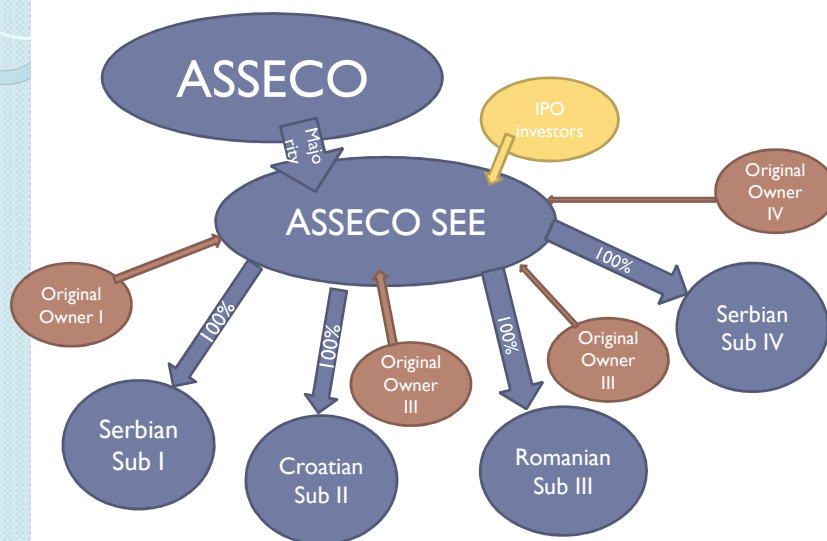 ASSECO
IPO
investors
Majo
rity
Original
Owner
IV
ASSECO SEE
100%
Original
Owner I
100%
100%
100%
Serbian
Sub IV
Original
Owner
III
Original
Owner
III
Serbian
Sub I
Croatian
Sub II
Romanian
Sub III